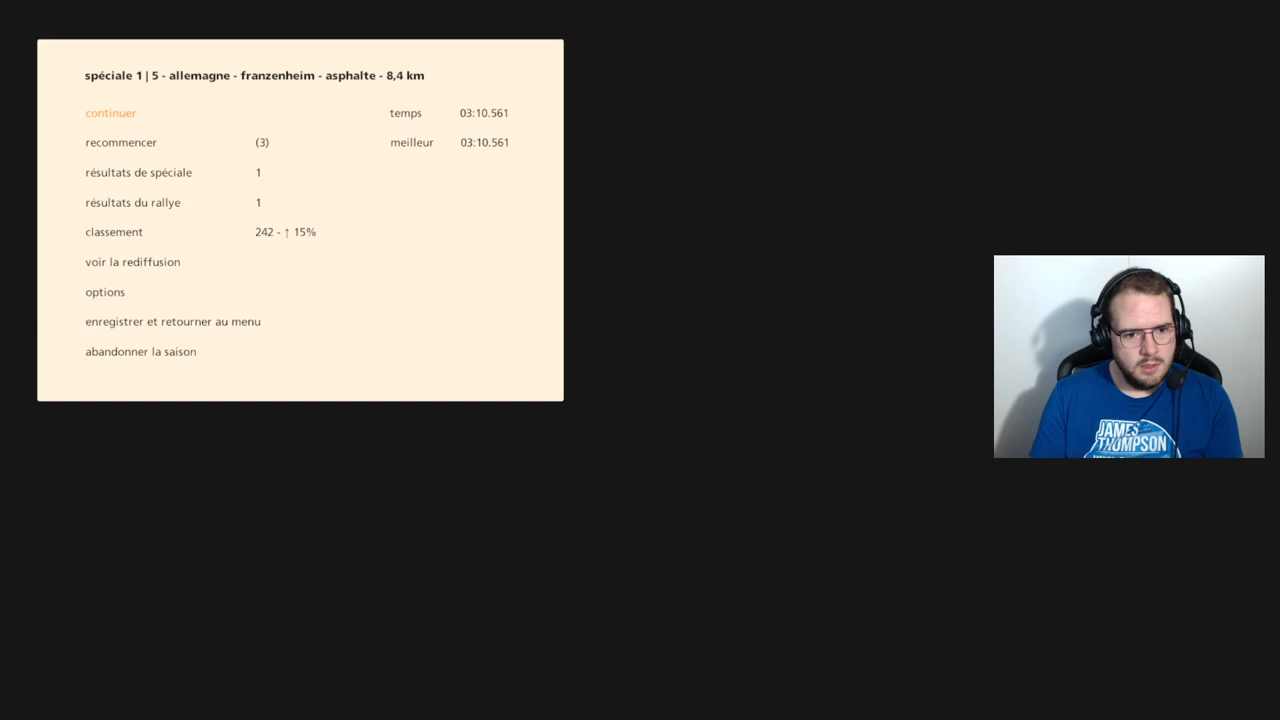 spéciale 1 | 5 - allemagne - franzenheim - asphalte - 8,4 km
continuer temps 03:10.561
recommencer (3) meilleur 03:10.561
résultats de spéciale 1
résultats du rallye 1
classement 242 - ↑ 15%
voir la rediffusion
options
enregistrer et retourner au menu
abandonner la saison
JAMES
THOMPSON